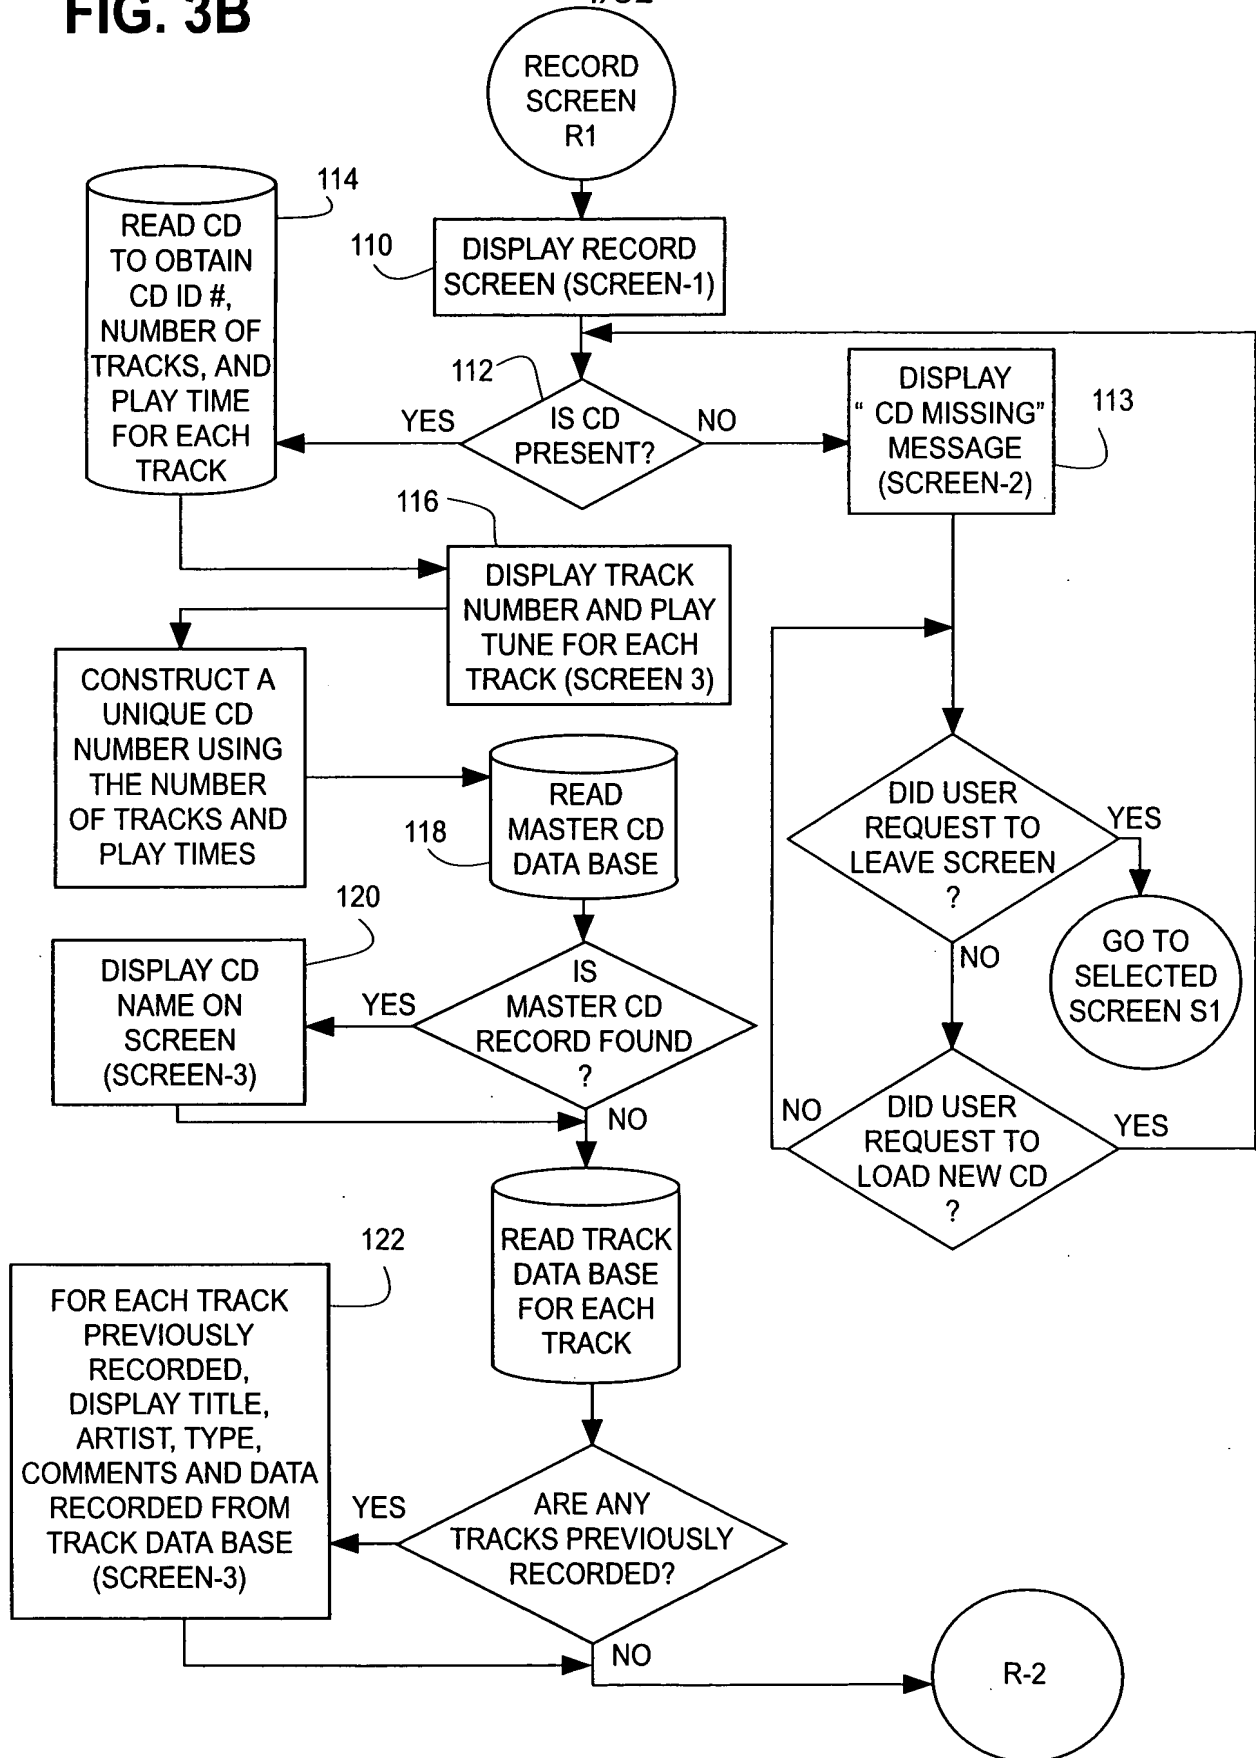 FIG. 3B
RECORD
SCREEN
R1
114
READ CD
TO OBTAIN
CD ID #,
NUMBER OF
TRACKS, AND
PLAY TIME
FOR EACH
TRACK
110
DISPLAY RECORD
SCREEN (SCREEN-1)
112
IS CD
PRESENT?
YES
NO
DISPLAY
“ CD MISSING”
MESSAGE
(SCREEN-2)
113
116
DISPLAY TRACK
NUMBER AND PLAY
TUNE FOR EACH
TRACK (SCREEN 3)
CONSTRUCT A
UNIQUE CD
NUMBER USING
THE NUMBER
OF TRACKS AND
PLAY TIMES
118
READ
MASTER CD
DATA BASE
DID USER
REQUEST TO
LEAVE SCREEN
?
YES
NO
GO TO
SELECTED
SCREEN S1
120
DISPLAY CD
NAME ON
SCREEN
(SCREEN-3)
YES
IS
MASTER CD
RECORD FOUND
?
NO
NO
DID USER
REQUEST TO
LOAD NEW CD
?
YES
READ TRACK
DATA BASE
FOR EACH
TRACK
122
FOR EACH TRACK
PREVIOUSLY
RECORDED,
DISPLAY TITLE,
ARTIST, TYPE,
COMMENTS AND DATA
RECORDED FROM
TRACK DATA BASE
(SCREEN-3)
YES
ARE ANY
TRACKS PREVIOUSLY
RECORDED?
NO
R-2